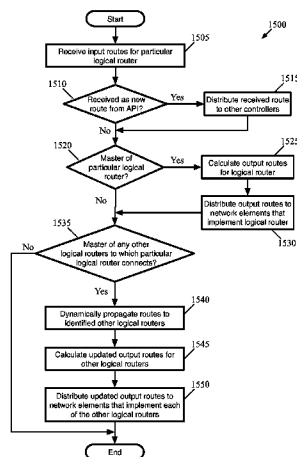 Start
1500
1505
Receive input routes for particular
logical router
1510
1515
Received as new
route from API?
Yes
Distribute received route
to other controllers
No
1520
1525
Master of
particular logical
router?
Yes
Calculate output routes
for logical router
No
1535
Distribute output routes to
network elements that
implement logical router
1530
No
Master of any other
logical routers to which particular
logical router connects?
Yes
1540
Dynamically propagate routes to
identified other logical routers
1545
Calculate updated output routes for
other logical routers
1550
Distribute updated output routes to
network elements that implement each
of the other logical routers
End